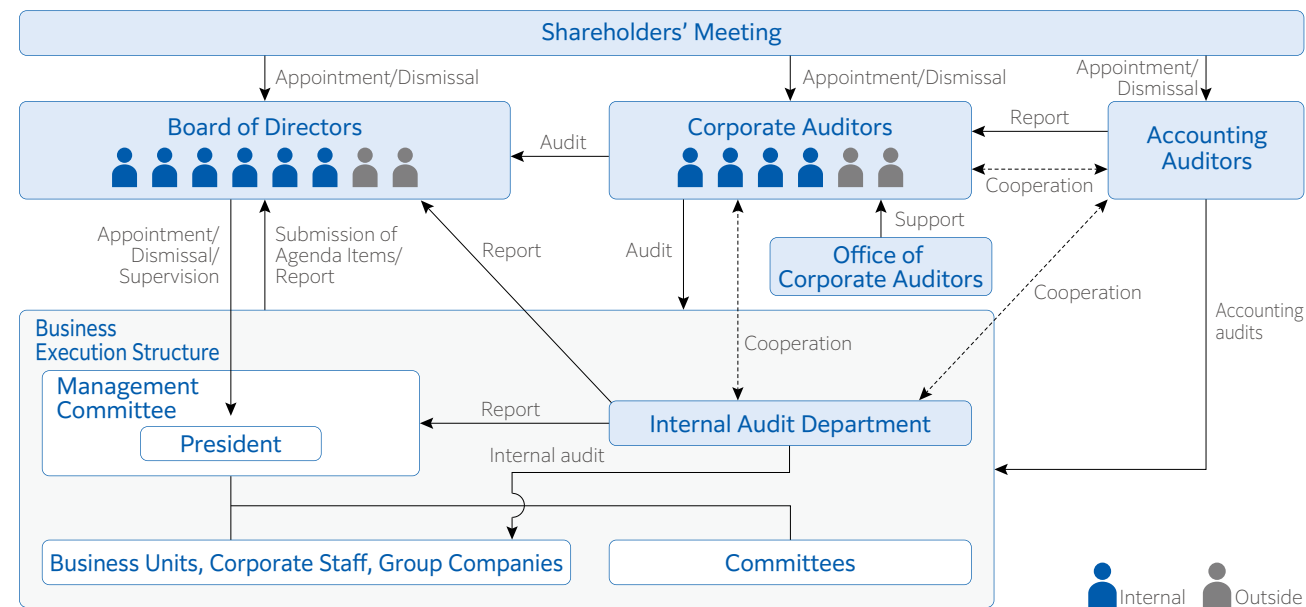 Shareholders' Meeting
Appointment/Dismissal
Appointment/Dismissal
Appointment/
Dismissal
Board of Directors
Audit
Corporate Auditors
Report
Cooperation
Accounting
Auditors
Appointment/
Dismissal/
Supervision
Submission of
Agenda Items/
Report
Report
Audit
Support
Office of
Corporate Auditors
Cooperation
Accounting
audits
Business
Execution Structure
Cooperation
Management
Committee
President
Report
Internal Audit Department
Internal audit
Business Units, Corporate Staff, Group Companies
Committees
Internal
Outside